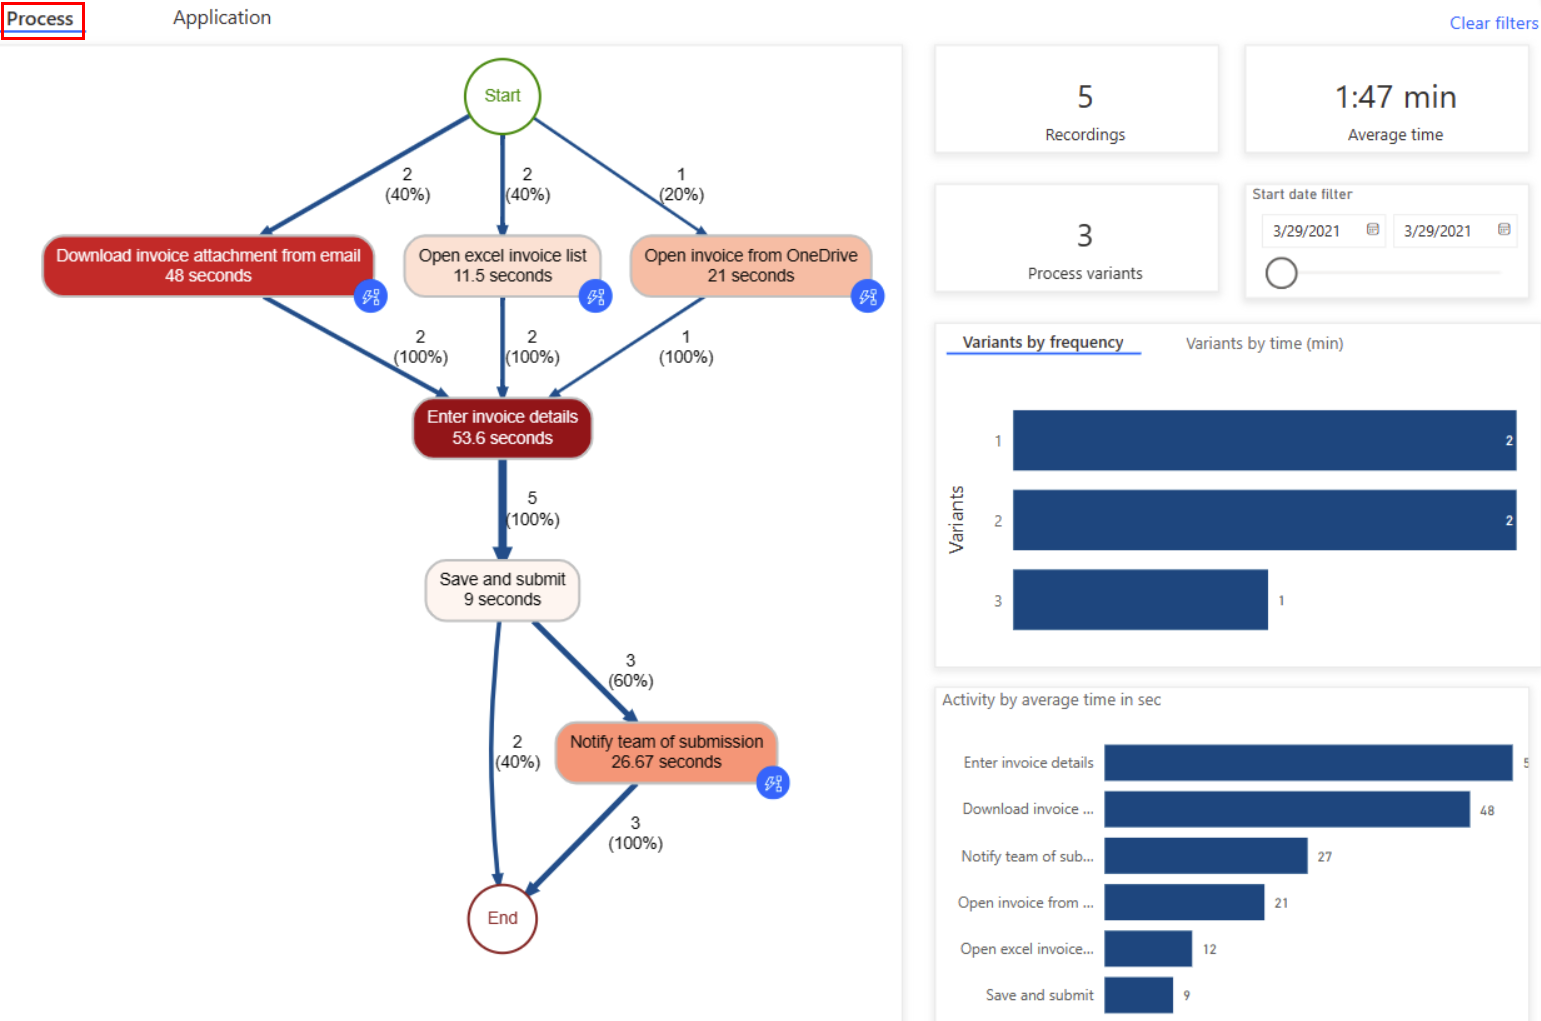 Process
Application
Clear filters
Start
2
(40%)
2
(40%)
1
(20%)
Download invoice attachment from email
48 seconds
Open excel invoice list
11.5 seconds
Open invoice from OneDrive
21 seconds
2
(100%)
2
(100%)
1
(100%)
Enter invoice details
53.6 seconds
5
(100%)
Save and submit
9 seconds
3
(60%)
2
(40%)
Notify team of submission
26.67 seconds
3
(100%)
End
5
Recordings
1:47 min
Average time
3
Process variants
Start date filter
3/29/2021
3/29/2021
Variants by frequency
Variants by time (min)
Variants
1
2
2
2
3
1
Activity by average time in sec
Enter invoice details
Download invoice ...
48
Notify team of sub...
27
Open invoice from ...
21
Open excel invoice...
12
Save and submit
9